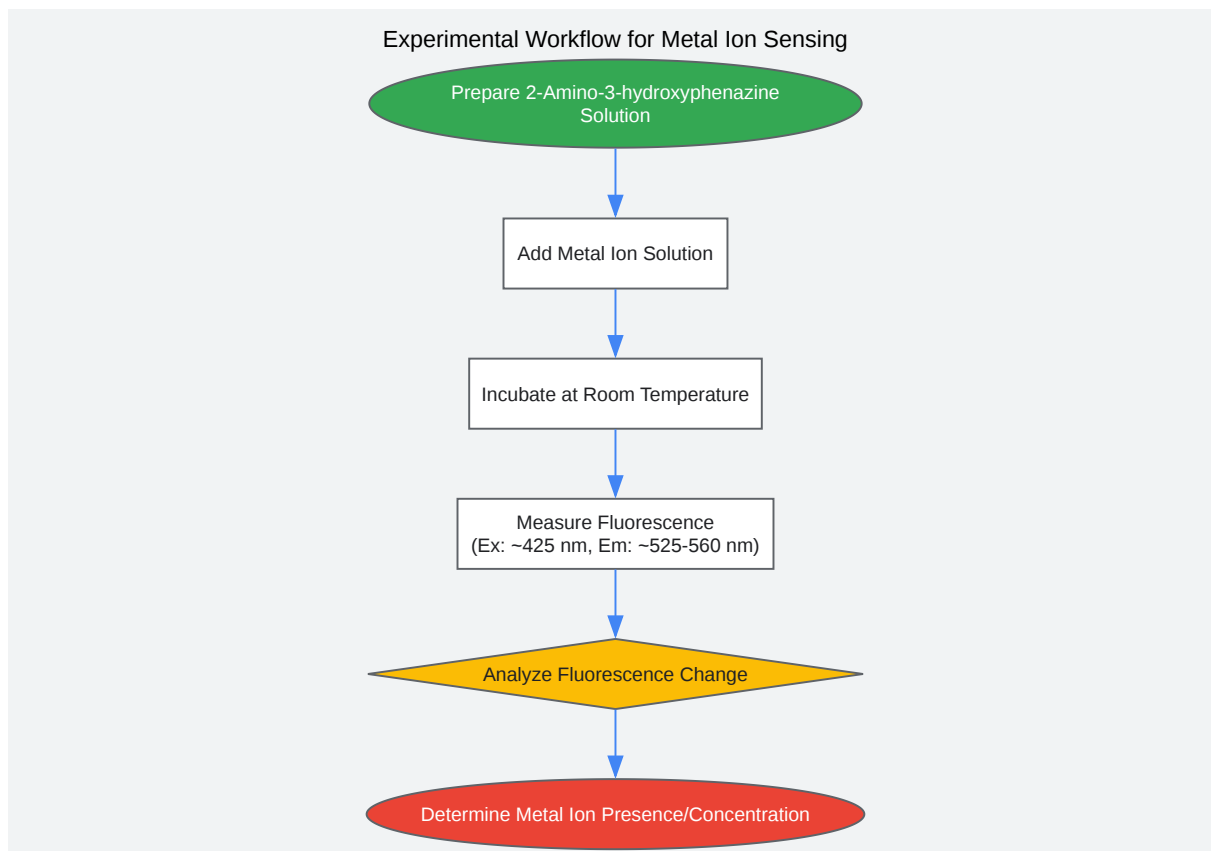 Experimental Workflow for Metal Ion Sensing
Prepare 2-Amino-3-hydroxyphenazine
Solution
Add Metal Ion Solution
Incubate at Room Temperature
Measure Fluorescence
(Ex: ~425 nm, Em: ~525-560 nm)
Analyze Fluorescence Change
Determine Metal Ion Presence/Concentration